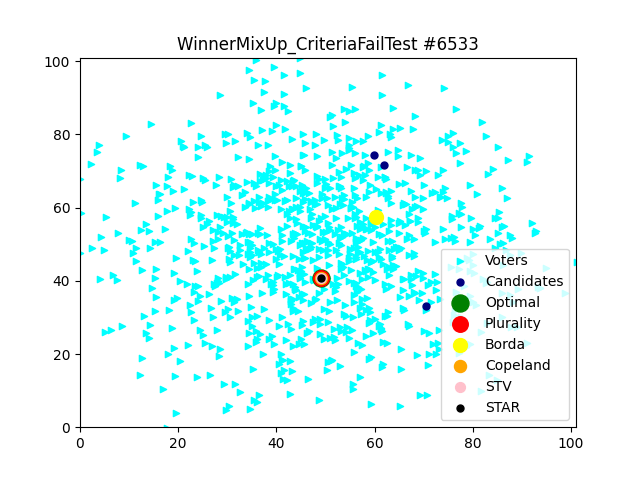 WinnerMixUp_CriteriaFailTest #6533
100
80
60
40
20
0
0 20 40 60 80 100
Voters
Candidates
Optimal
Plurality
Borda
Copeland
STV
STAR